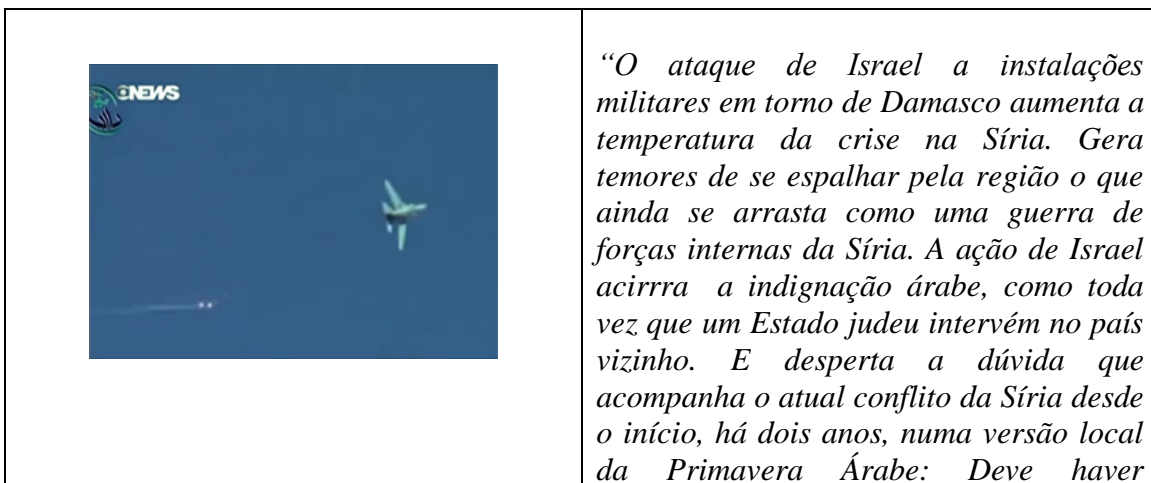 NEWS
“O ataque de Israel a instalações
militares em torno de Damasco aumenta a
temperatura da crise na Síria. Gera
temores de se espalhar pela região o que
ainda se arrasta como uma guerra de
forças internas da Síria. A ação de Israel
acirrra a indignação árabe, como toda
vez que um Estado judeu intervém no país
vizinho. E desperta a dúvida que
acompanha o atual conflito da Síria desde
o início, há dois anos, numa versão local
da Primavera Árabe: Deve haver